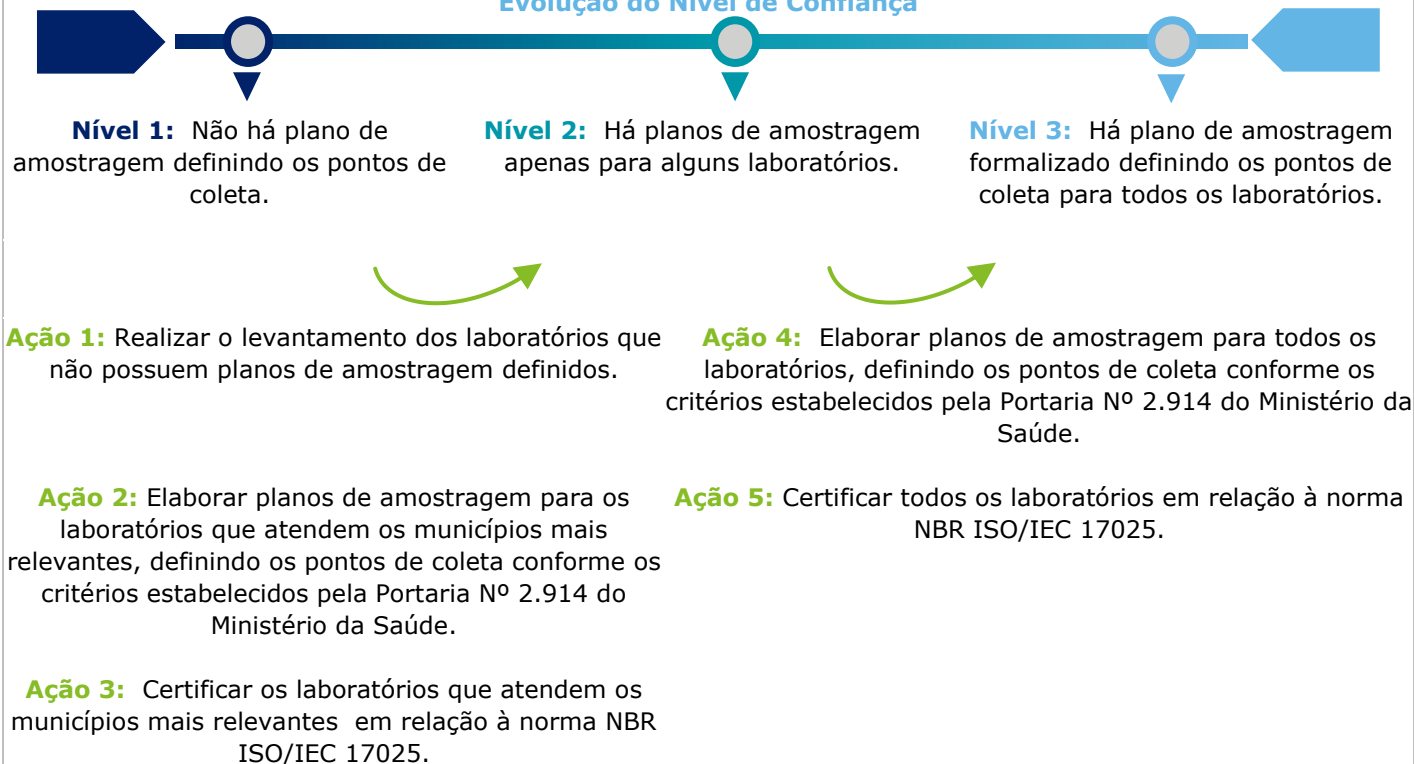 Evolução do Nível de Confiança
Nível 1: Não há plano de
amostragem definindo os pontos de
coleta.
Nível 2: Há planos de amostragem
apenas para alguns laboratórios.
Nível 3: Há plano de amostragem
formalizado definindo os pontos de
coleta para todos os laboratórios.
Ação 1: Realizar o levantamento dos laboratórios que
não possuem planos de amostragem definidos.
Ação 2: Elaborar planos de amostragem para os
laboratórios que atendem os municípios mais
relevantes, definindo os pontos de coleta conforme os
critérios estabelecidos pela Portaria Nº 2.914 do
Ministério da Saúde.
Ação 3: Certificar os laboratórios que atendem os
municípios mais relevantes em relação à norma NBR
ISO/IEC 17025.
Ação 4: Elaborar planos de amostragem para todos os
laboratórios, definindo os pontos de coleta conforme os
critérios estabelecidos pela Portaria Nº 2.914 do Ministério da
Saúde.
Ação 5: Certificar todos os laboratórios em relação à norma
NBR ISO/IEC 17025.